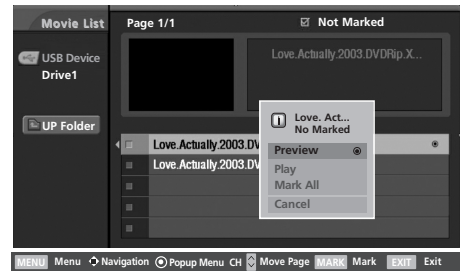 Movie List
Page 1/1
Not Marked
USB Device
Drive1
Love.Actually.2003.DVDRip.X...
UP Folder
Love. Act...
No Marked
Love.Actually.2003.DV
Preview
Love.Actually.2003.DV
Play
Mark All
Cancel
MENU Menu Navigation Popup Menu CH Move Page MARK Mark EXIT Exit